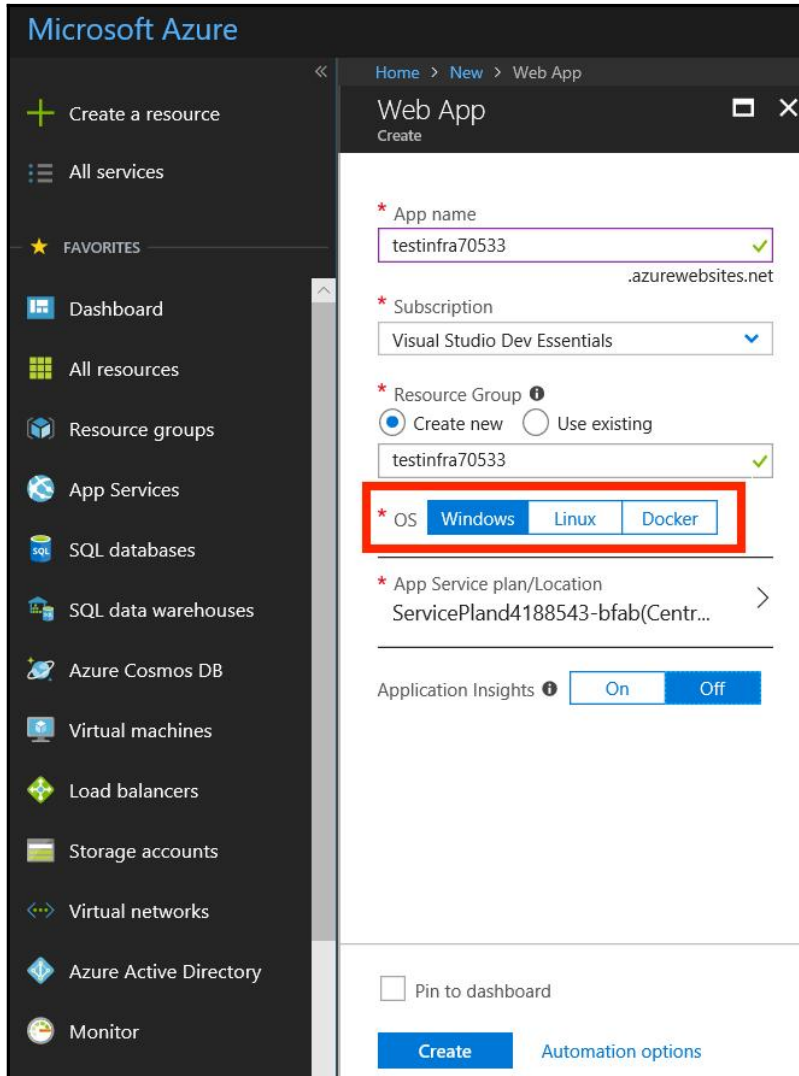 Microsoft Azure
«
Create a resource
All services
FAVORITES
Dashboard
All resources
Resource groups
App Services
SQL
SQL databases
SQL data warehouses
Azure Cosmos DB
Virtual machines
Load balancers
Storage accounts
Virtual networks
Azure Active Directory
Monitor
Home > New > Web App
Web App
Create
* App name
testinfra70533
.azurewebsites.net
* Subscription
Visual Studio Dev Essentials
* Resource Group
Create new Use existing
testinfra70533
* OS Windows Linux Docker
* App Service plan/Location
ServicePland4188543-bfab(Centr...
Application Insights On Off
Pin to dashboard
Create Automation options